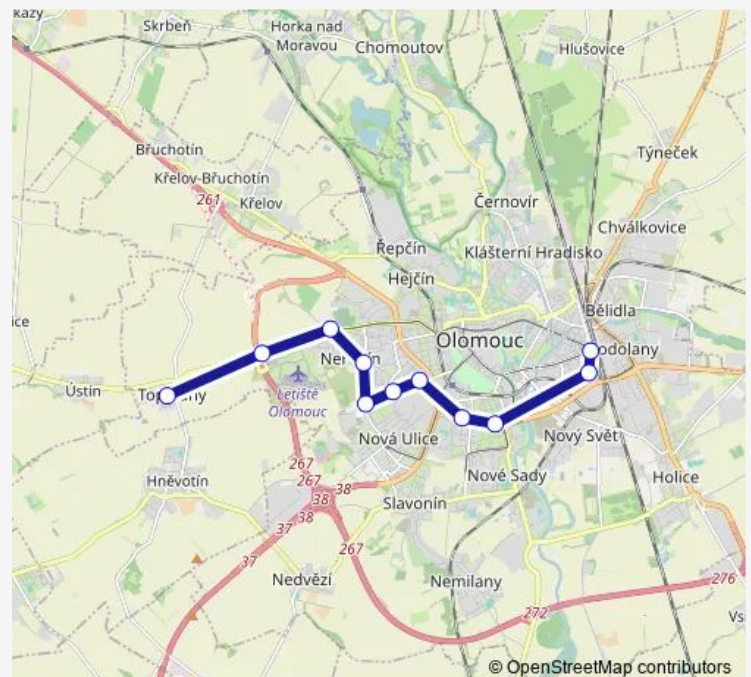 Skrbeň
Horka nad
Moravou
Chomoutov
Hlušovice
Břuchotín
Týneček
Křelov-Břuchotín
261
Křelov
Černovír
Chválkovice
Řepčín
Klášterní Hradisko
Hejčín
Bělidla
Olomouc
Ústín
Letiště
Olomouc
Nový Svět
Nová Ulice
267
Nové Sady
Holice
Hněvotín
267
38
38
Slavonín
37
38
37
267
Nedvězí
Nemilany
276
272
© OpenStreetMap contributors